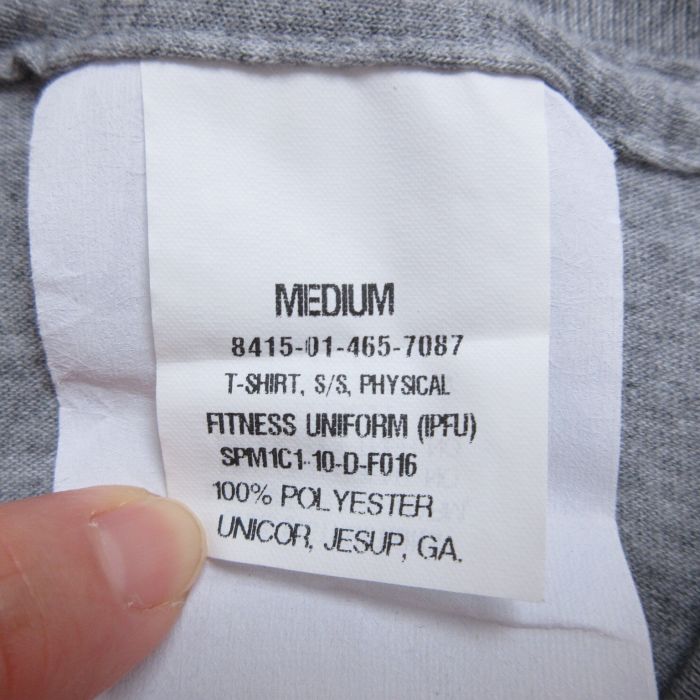 MEDIUM
8415-01-465-7087
T-SHIRT, S/S, PHYSICAL
FITNESS UNIFORM (IPFU)
SPM1C1-10-D-F016
100% POLYESTER
UNICOR, JESUP, GA.